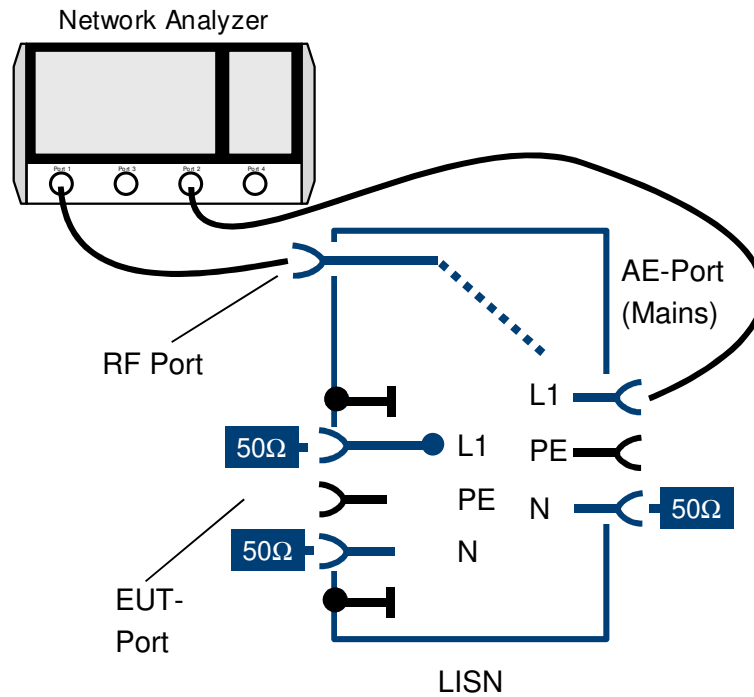 Network Analyzer
Port 1 Port 3 Port 2 Port 4
AE-Port
(Mains)
RF Port
L1
50Ω L1 PE
PE N 50Ω
50Ω N
EUT-
Port
LISN